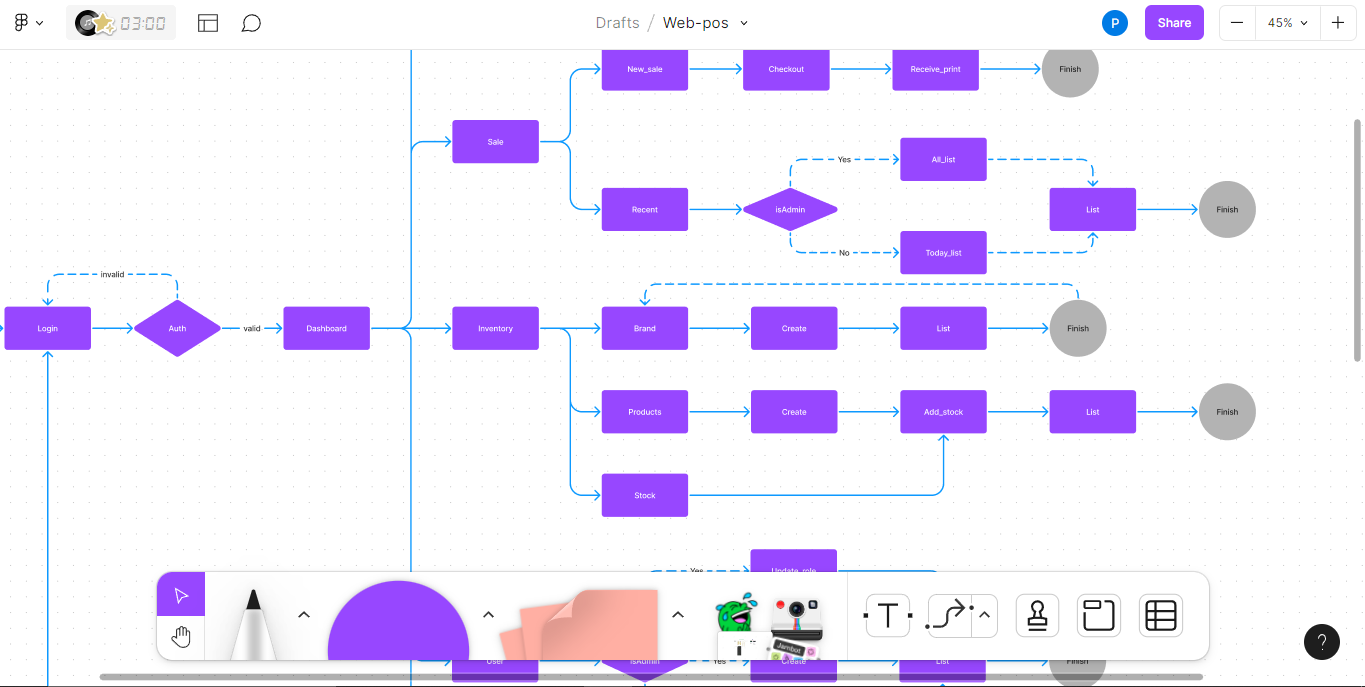 03:00
Drafts / Web-pos
P
Share
45%
New_sale
Checkout
Receive_print
Finish
Sale
Yes
All_list
Recent
isAdmin
List
Finish
No
Today_list
invalid
Login
Auth
valid
Dashboard
Inventory
Brand
Create
List
Finish
Products
Create
Add_stock
List
Finish
Stock
Yes
Update_role
T
Jambot
?
User
isAdmin
Yes
Create
List
Finish